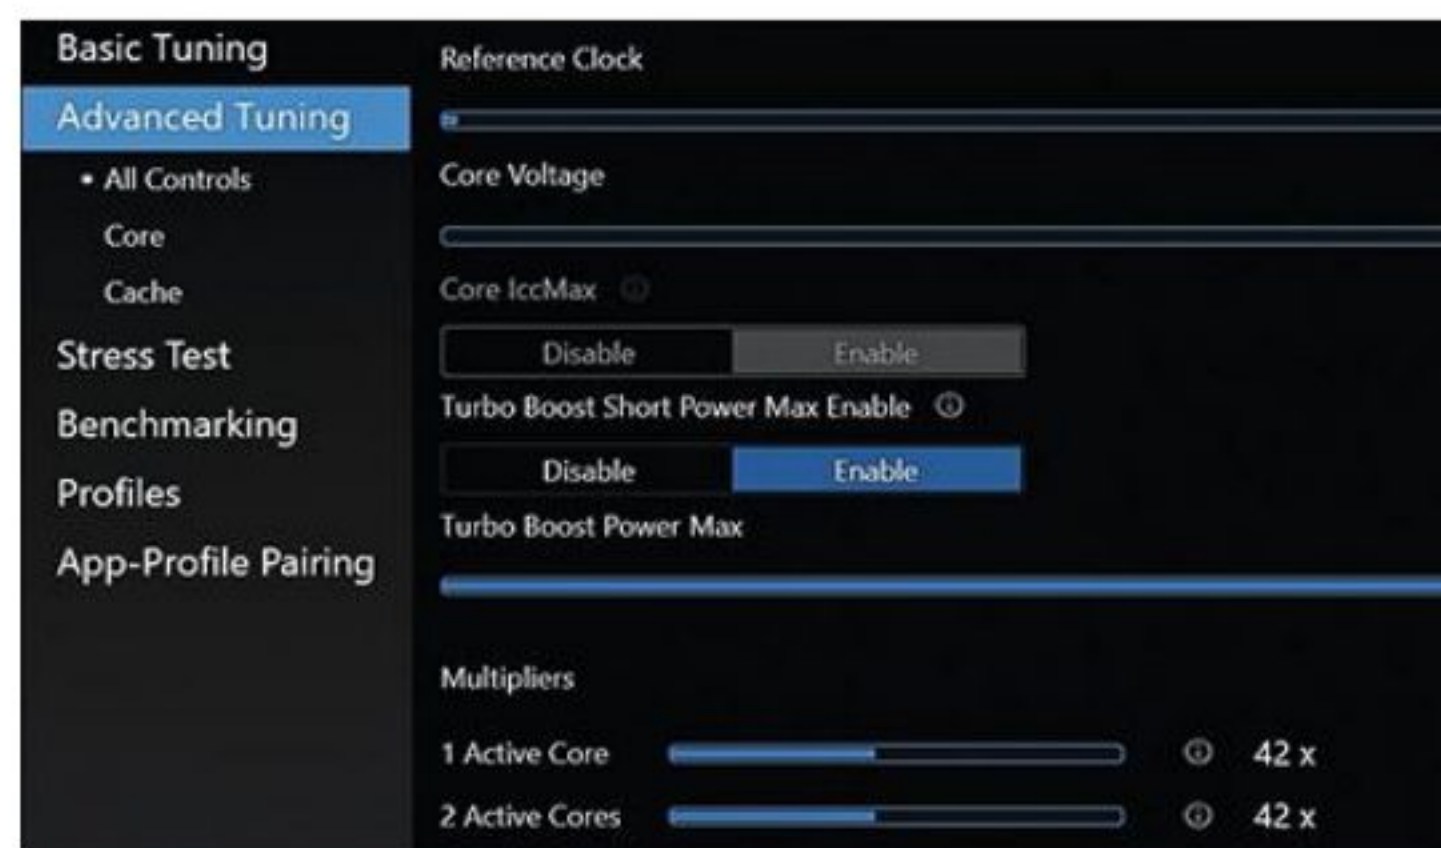 Basic Tuning
Advanced Tuning
• All Controls
Core
Cache
Stress Test
Benchmarking
Profiles
App-Profile Pairing
Reference Clock
Core Voltage
Core IccMax
Disable Enable
Turbo Boost Short Power Max Enable
Disable Enable
Turbo Boost Power Max
Multipliers
1 Active Core 42 x
2 Active Cores 42 x